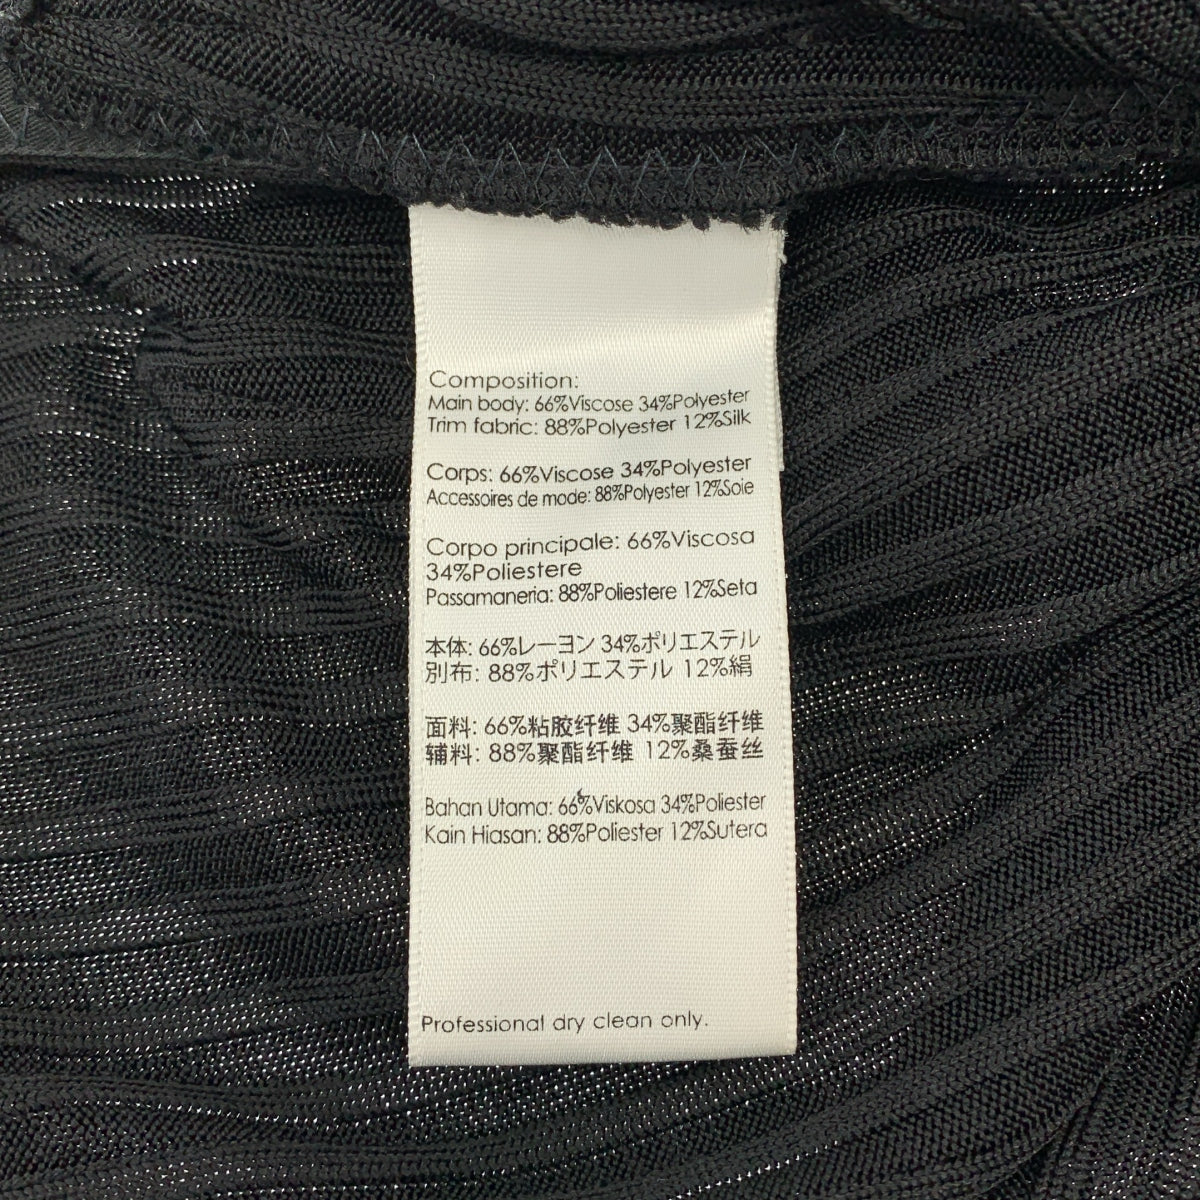 Composition:
Main body: 66%Viscose 34%Polyester
Trim fabric: 88%Polyester 12%Silk
Corps: 66%Viscose 34%Polyester
Accessoires de mode: 88%Polyester 12%Soie
Corpo principale: 66%Viscosa
34%Poliestere
Passamaneria: 88%Poliestere 12%Seta
本体: 66%レーヨン 34%ポリエステル
別布: 88%ポリエステル 12%絹
面料: 66%粘胶纤维 34%聚酯纤维
辅料: 88%聚酯纤维 12%桑蚕丝
Bahan Utama: 66%Viskosa 34%Poliester
Kain Hiasan: 88%Poliester 12%Sutera
Professional dry clean only.